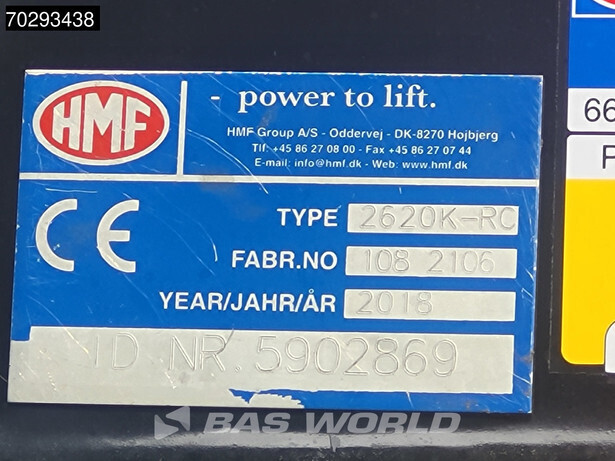 70293438
HMF
- power to lift.
HMF Group A/S - Oddervej - DK-8270 Højbjerg
Tlf: +45 86 27 08 00 - Fax +45 86 27 07 44
E-mail: info@hmf.dk - Web: www.hmf.dk
CE
TYPE 2620K-RC
FABR.NO 108 2106
YEAR/JAHR/ÅR 2018
ID NR. 5902869
BAS WORLD
66
P